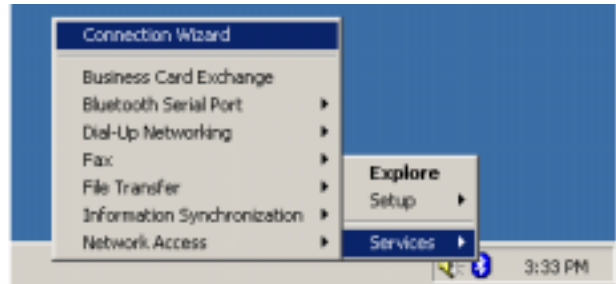 Connection Wizard
Business Card Exchange
Bluetooth Serial Port
Dial-Up Networking
Fax
File Transfer
Information Synchronization
Network Access
Explore
Setup
Services
3:33 PM